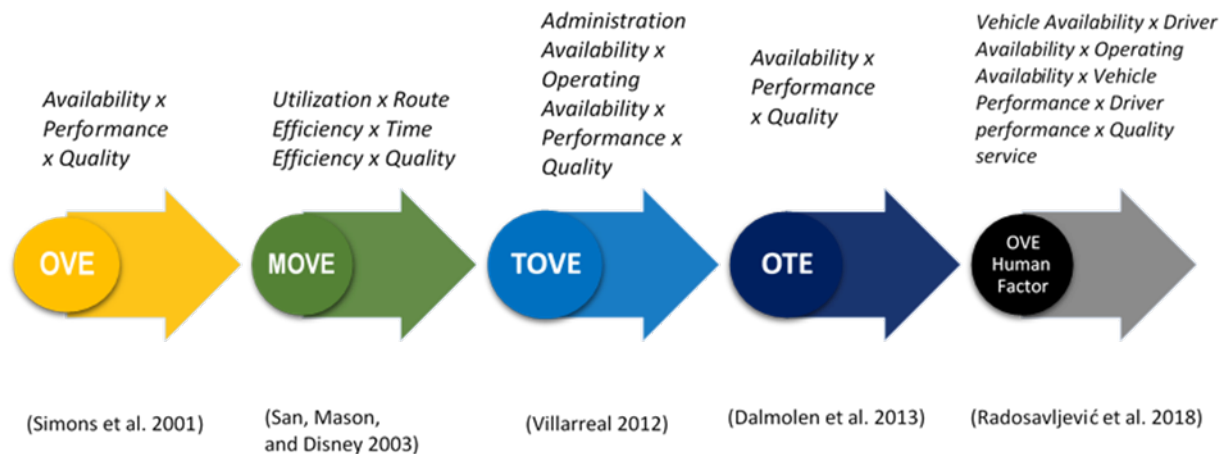 Availability x
Performance
x Quality
Utilization x Route
Efficiency x Time
Efficiency x Quality
Administration
Availability x
Operating
Availability x
Performance x
Quality
Availability x
Performance
x Quality
Vehicle Availability x Driver
Availability x Operating
Availability x Vehicle
Performance x Driver
performance x Quality
service
OVE
MOVE
TOVE
OTE
OVE
Human
Factor
(Simons et al. 2001)
(San, Mason,
and Disney 2003)
(Villarreal 2012)
(Dalmolen et al. 2013)
(Radosavljević et al. 2018)